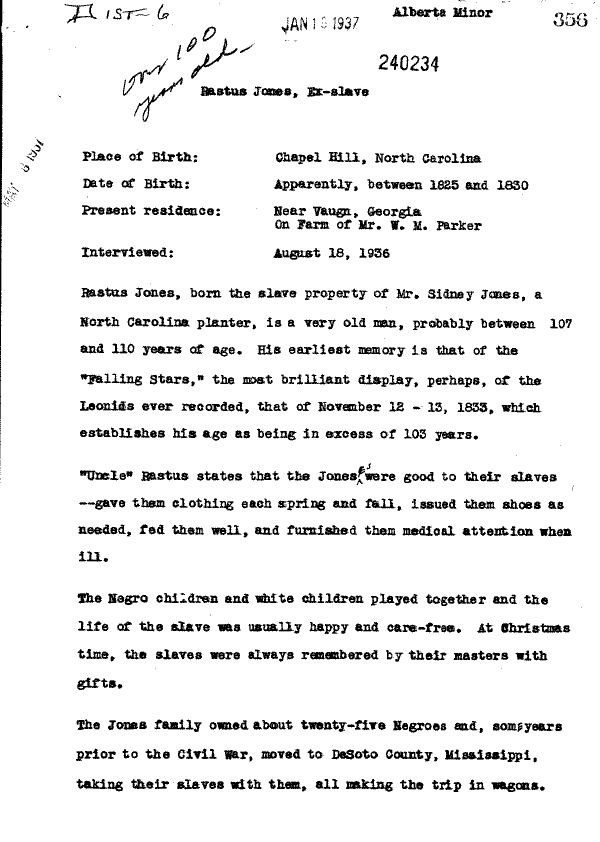 II 1ST-6
JAN 1 1937
Alberta Minor
356
over 100
years old-
240234
Rastus Jones, Ex-slave
MAY 8 1937
Place of Birth: Chapel Hill, North Carolina
Date of Birth: Apparently, between 1825 and 1830
Present residence: Near Vaugn, Georgia
On Farm of Mr. W. M. Parker
Interviewed: August 18, 1936
Rastus Jones, born the slave property of Mr. Sidney Jones, a
North Carolina planter, is a very old man, probably between 107
and 110 years of age. His earliest memory is that of the
"Falling Stars," the most brilliant display, perhaps, of the
Leonids ever recorded, that of November 12 - 13, 1833, which
establishes his age as being in excess of 103 years.
"Uncle" Rastus states that the Joneses were good to their slaves
--gave them clothing each spring and fall, issued them shoes as
needed, fed them well, and furnished them medical attention when
ill.
The Negro children and white children played together and the
life of the slave was usually happy and care-free. At Christmas
time, the slaves were always remembered by their masters with
gifts.
The Jones family owned about twenty-five Negroes and, some years
prior to the Civil War, moved to DeSoto County, Mississippi,
taking their slaves with them, all making the trip in wagons.